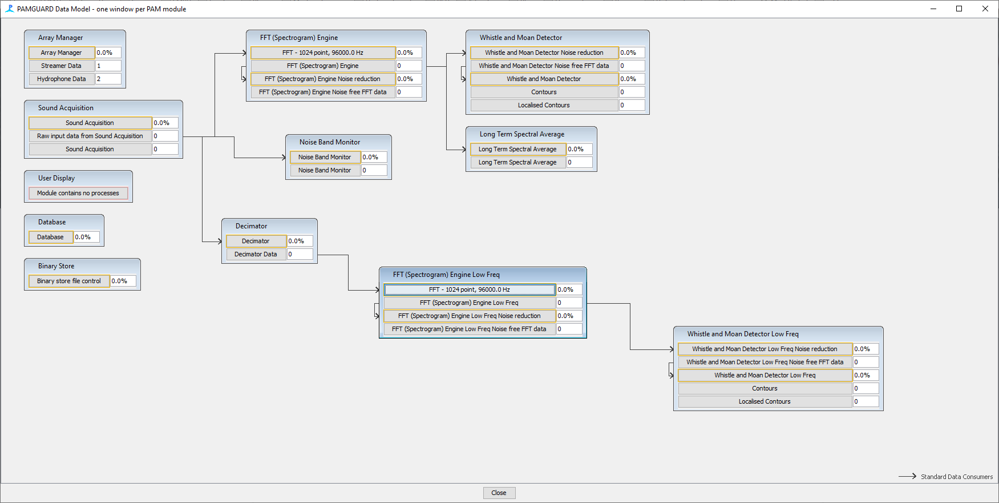 PAMGUARD Data Model - one window per PAM module
Array Manager
Array Manager 0.0%
Streamer Data 1
Hydrophone Data 2
Sound Acquisition
Sound Acquisition 0.0%
Raw input data from Sound Acquisition 0
Sound Acquisition 0
User Display
Module contains no processes
Database
Database 0.0%
Binary Store
Binary store file control 0.0%
FFT (Spectrogram) Engine
FFT - 1024 point, 96000.0 Hz 0.0%
FFT (Spectrogram) Engine 0
FFT (Spectrogram) Engine Noise reduction 0.0%
FFT (Spectrogram) Engine Noise free FFT data 0
Noise Band Monitor
Noise Band Monitor 0.0%
Noise Band Monitor 0
Decimator
Decimator 0.0%
Decimator Data 0
Whistle and Moan Detector
Whistle and Moan Detector Noise reduction 0.0%
Whistle and Moan Detector Noise free FFT data 0
Whistle and Moan Detector 0.0%
Contours 0
Localised Contours 0
Long Term Spectral Average
Long Term Spectral Average 0.0%
Long Term Spectral Average 0
FFT (Spectrogram) Engine Low Freq
FFT - 1024 point, 96000.0 Hz 0.0%
FFT (Spectrogram) Engine Low Freq 0
FFT (Spectrogram) Engine Low Freq Noise reduction 0.0%
FFT (Spectrogram) Engine Low Freq Noise free FFT data 0
Whistle and Moan Detector Low Freq
Whistle and Moan Detector Low Freq Noise reduction 0.0%
Whistle and Moan Detector Low Freq Noise free FFT data 0
Whistle and Moan Detector Low Freq 0.0%
Contours 0
Localised Contours 0
Standard Data Consumers
Close